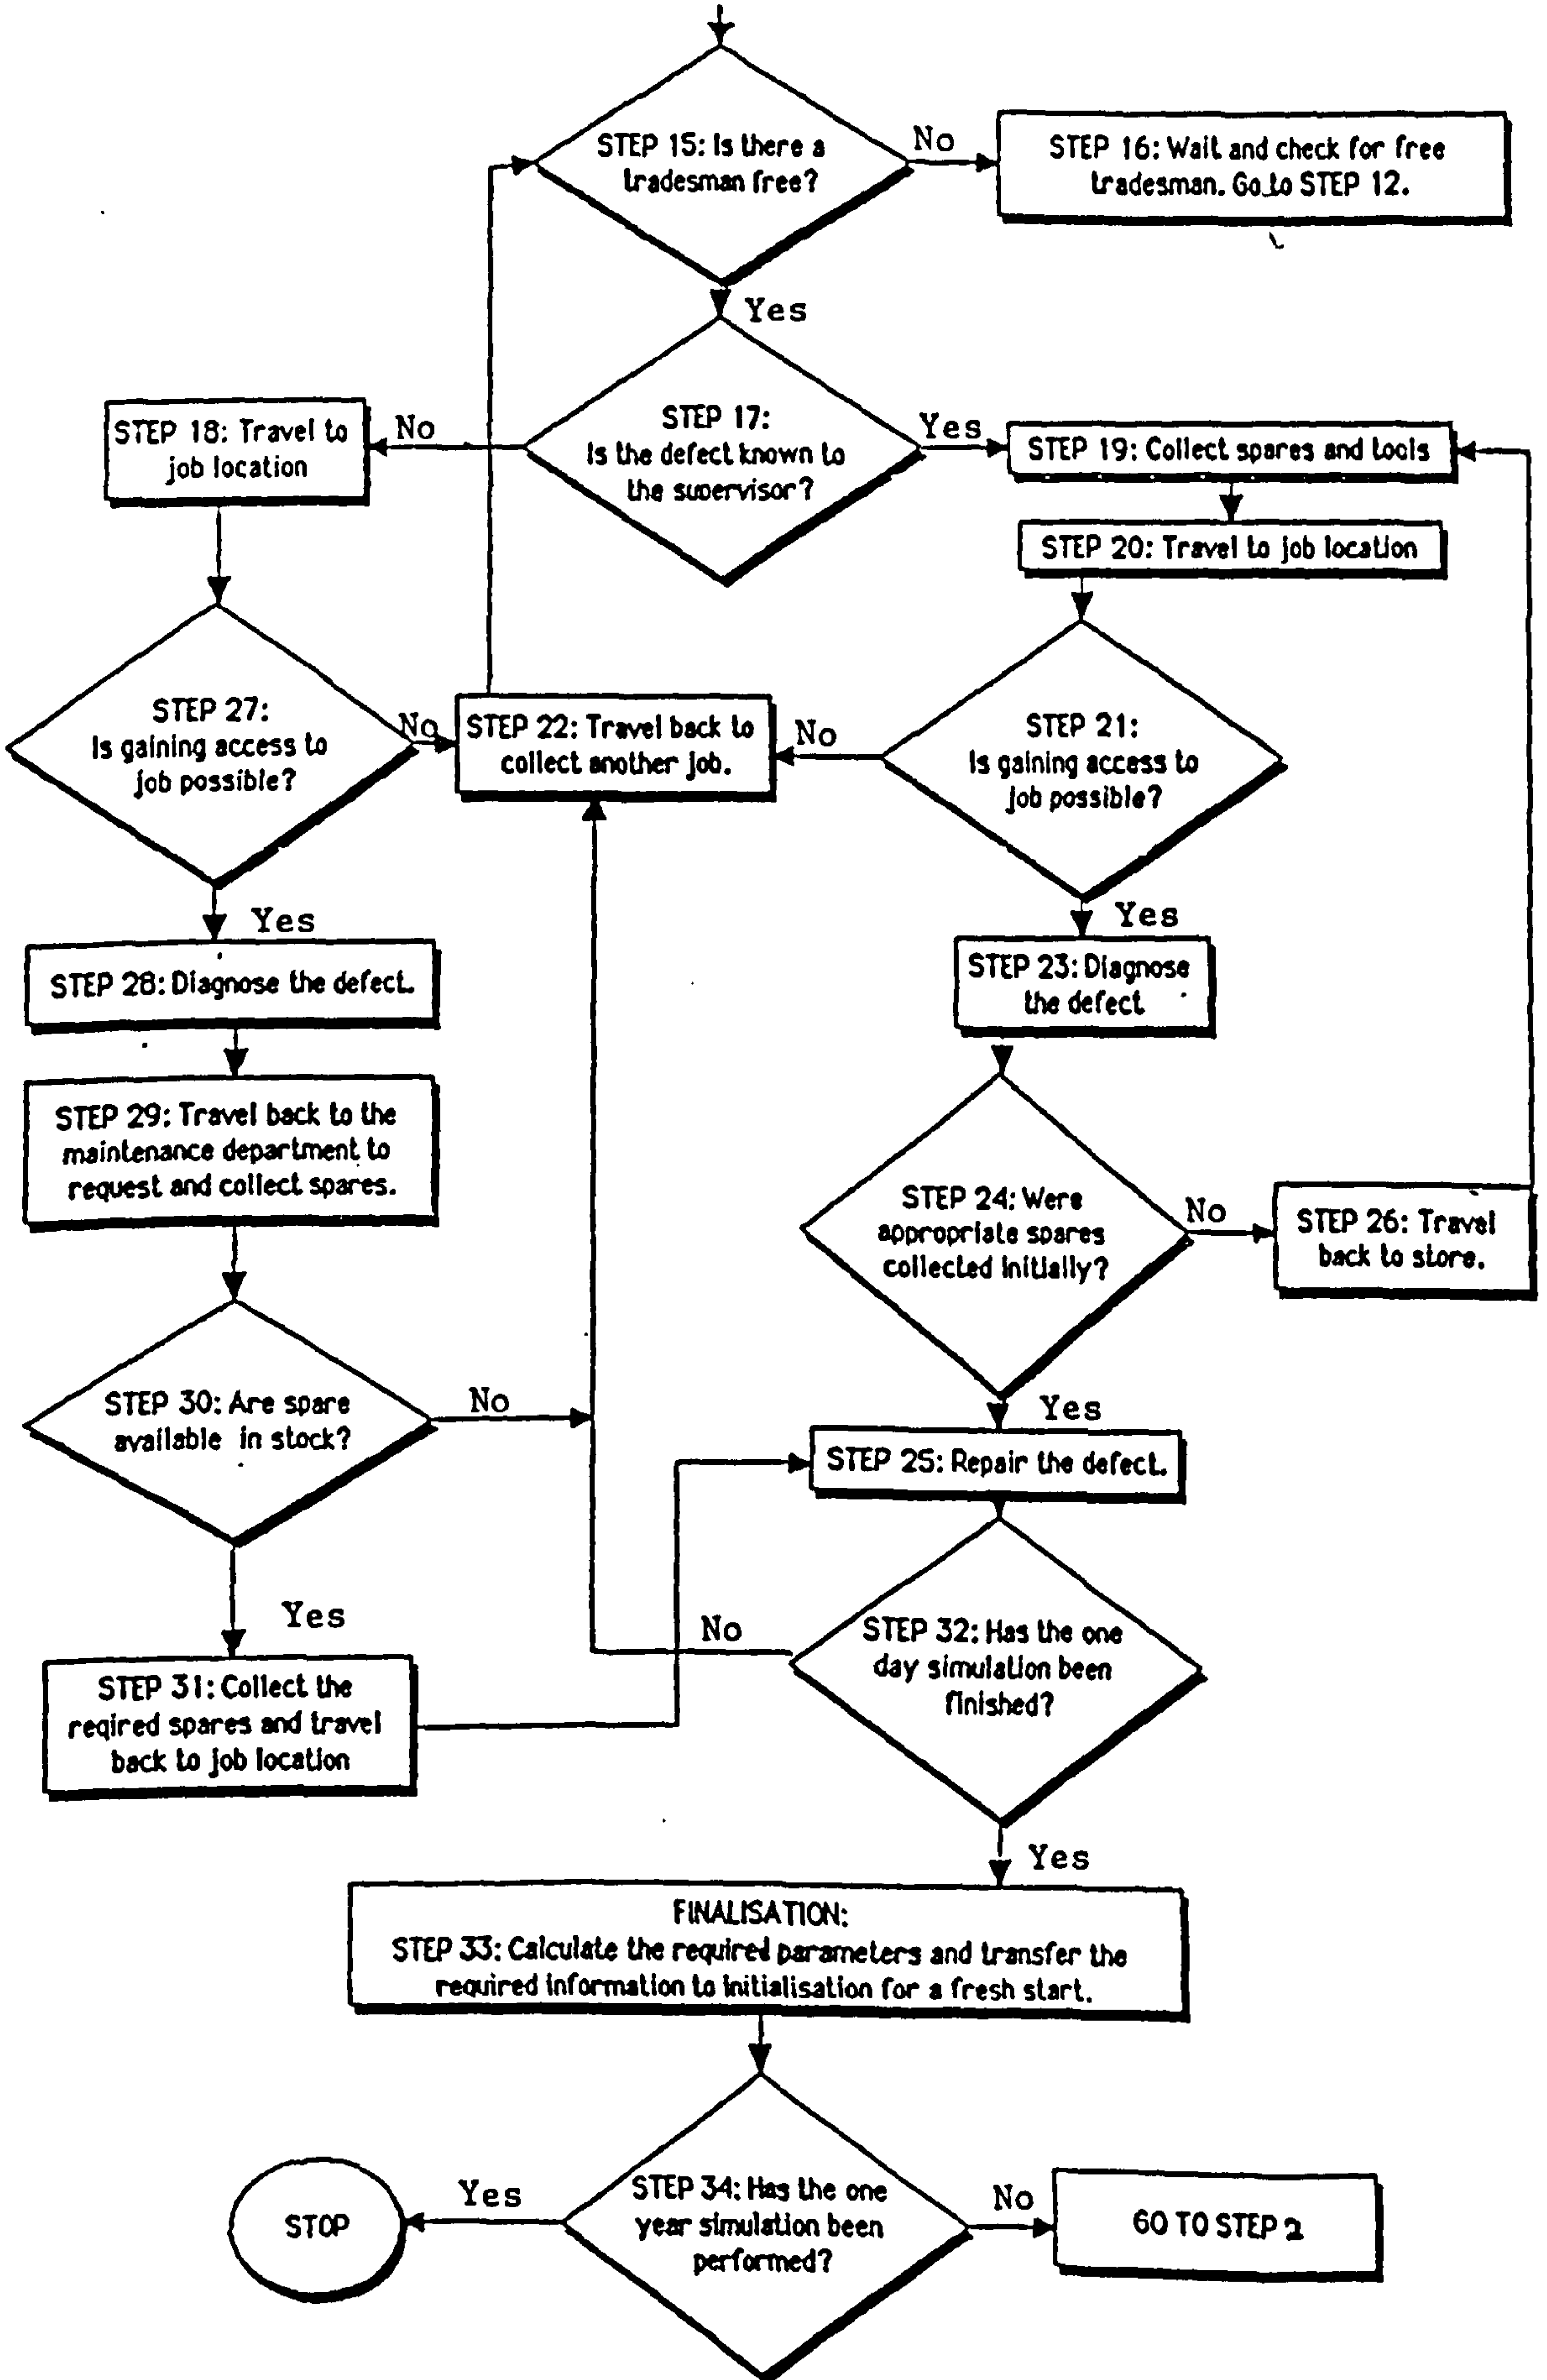 STEP 15: Is there a
tradesman free?
No
STEP 16: Wait and check for free
tradesman. Go to STEP 12.
Yes
STEP 18: Travel to
job location
No
STEP 17:
Is the defect known to
the supervisor?
Yes
STEP 19: Collect spares and tools
STEP 20: Travel to job location
STEP 27:
Is gaining access to
job possible?
No
STEP 22: Travel back to
collect another job.
No
STEP 21:
Is gaining access to
job possible?
Yes
STEP 28: Diagnose the defect.
Yes
STEP 23: Diagnose
the defect
STEP 29: Travel back to the
maintenance department to
request and collect spares.
STEP 24: Were
appropriate spares
collected initially?
No
STEP 26: Travel
back to store.
STEP 30: Are spare
available in stock?
No
Yes
STEP 25: Repair the defect.
Yes
STEP 31: Collect the
reqired spares and travel
back to job location
No
STEP 32: Has the one
day simulation been
finished?
Yes
FINALISATION:
STEP 33: Calculate the required parameters and transfer the
required information to initialisation for a fresh start.
STOP
Yes
STEP 34: Has the one
year simulation been
performed?
No
GO TO STEP 2